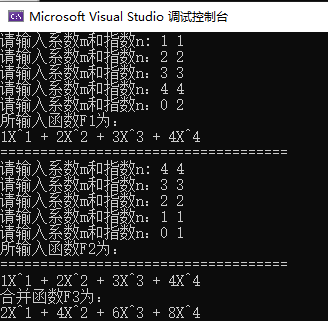 Microsoft Visual Studio 调试控制台
请输入系数m和指数n: 1 1
请输入系数m和指数n: 2 2
请输入系数m和指数n: 3 3
请输入系数m和指数n: 4 4
请输入系数m和指数n: 0 2
所输入函数F1为:
1X^1 + 2X^2 + 3X^3 + 4X^4
====================================
请输入系数m和指数n: 4 4
请输入系数m和指数n: 3 3
请输入系数m和指数n: 2 2
请输入系数m和指数n: 1 1
请输入系数m和指数n: 0 1
所输入函数F2为:
====================================
1X^1 + 2X^2 + 3X^3 + 4X^4
合并函数F3为:
2X^1 + 4X^2 + 6X^3 + 8X^4